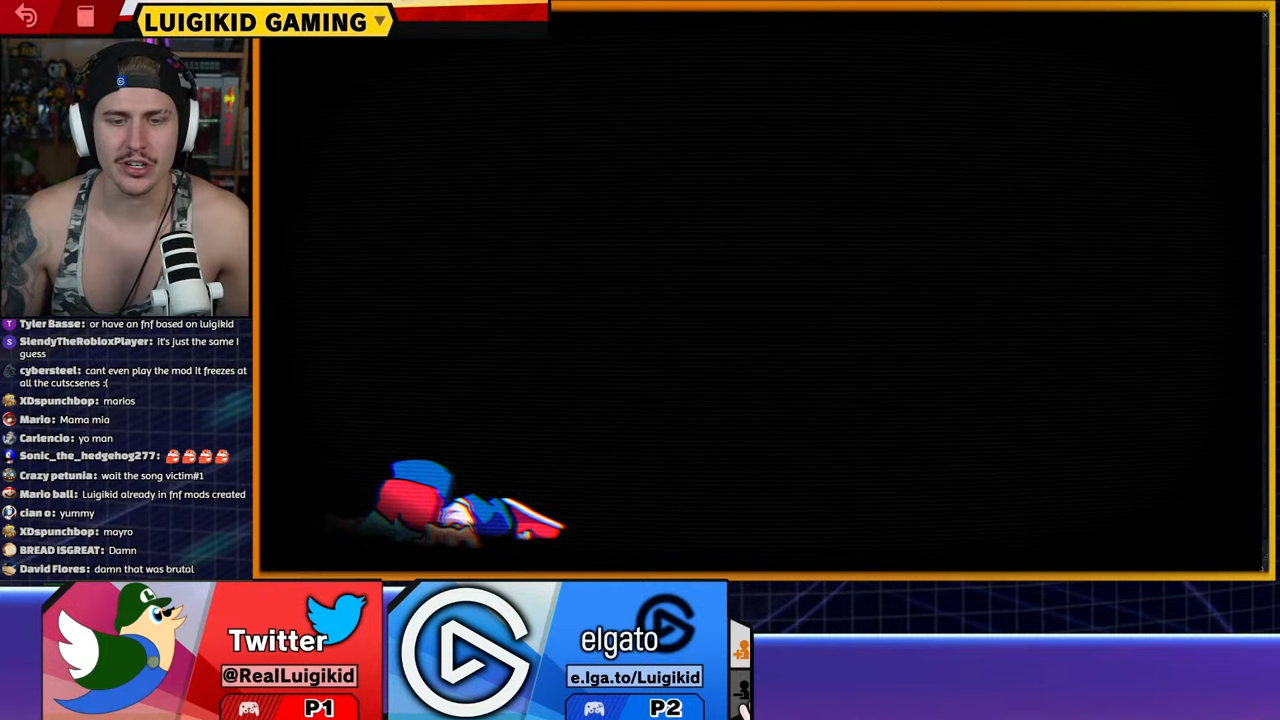 LUIGIKID GAMING
Tyler Basse: or have an fnf based on luigikid
SlendyTheRobloxPlayer: it's just the same I
guess
cybersteel: cant even play the mod it freezes at
all the cutscsenes :(
XDspunchbop: marios
Mario: Mama mia
Carlencio: yo man
Sonic_the_hedgehog277:
Crazy petunia: wait the song victim#1
Mario ball: Luigikid already in fnf mods created
cian o: yummy
XDspunchbop: mayro
BREAD ISGREAT: Damn
David Flores: damn that was brutal
Twitter
@RealLuigikid
P1
elgato
e.lga.to/Luigikid
P2